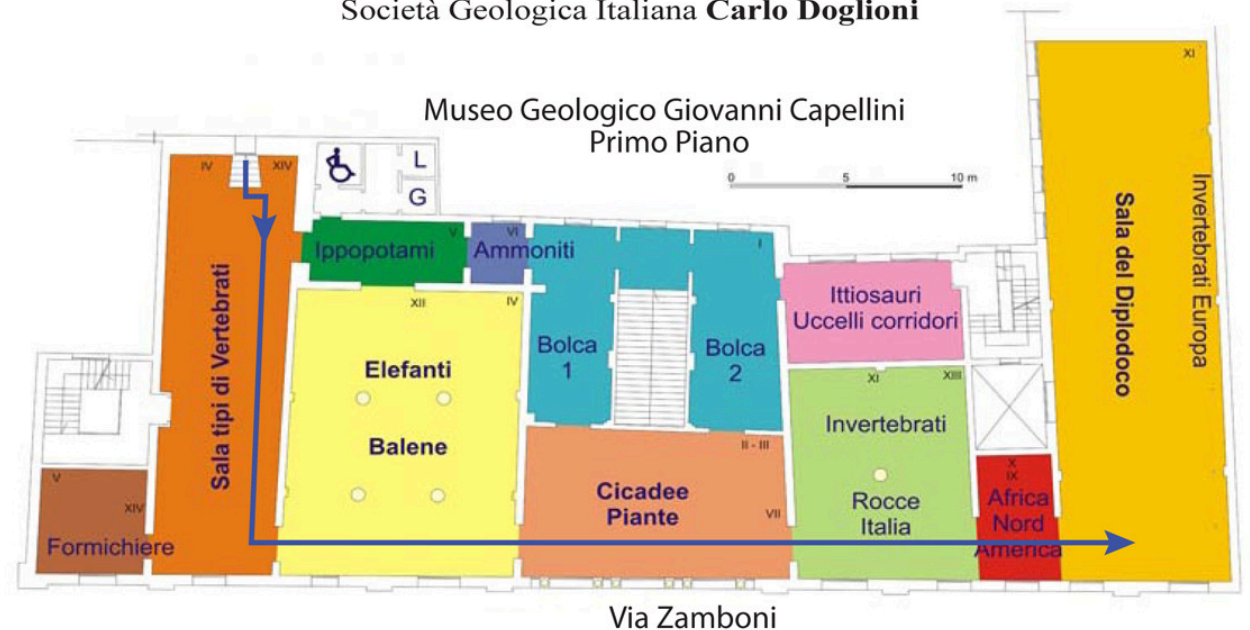 Società Geologica Italiana Carlo Doglioni
Museo Geologico Giovanni Capellini
Primo Piano
0 5 10 m
XI
IV XIV
L
G
Ippopotami
V
VI
Ammoniti
I
XII
IV
Sala tipi di Vertebrati
Elefanti
Balene
Bolca
1
Bolca
2
Ittiosauri
Uccelli corridori
Sala del Diplodoco
Invertebrati Europa
XI
XIII
Invertebrati
Rocce
Italia
II - III
VII
Cicadee
Piante
X
IX
Africa
Nord
America
V
XIV
Formichiere
Via Zamboni